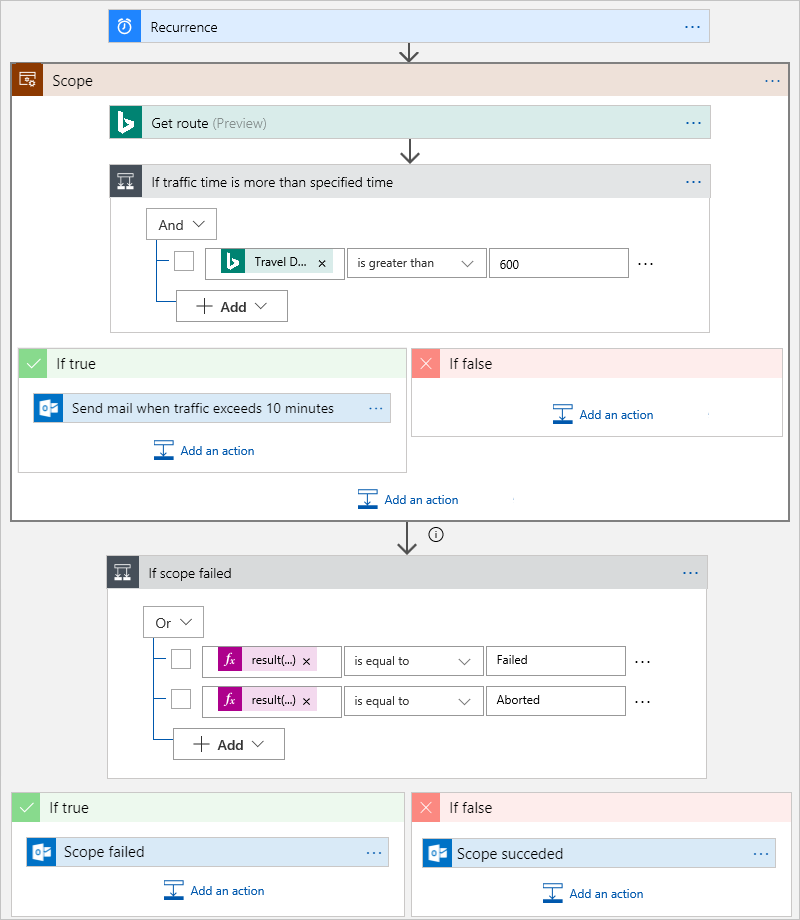 Recurrence ...
Scope ...
Get route (Preview) ...
If traffic time is more than specified time ...
And
Travel D... × is greater than 600 ...
+ Add
If true
If false
Send mail when traffic exceeds 10 minutes ...
Add an action
Add an action
Add an action
If scope failed ...
Or
fx result(...) × is equal to Failed ...
fx result(...) × is equal to Aborted ...
+ Add
If true
If false
Scope failed ...
Scope succeded ...
Add an action
Add an action